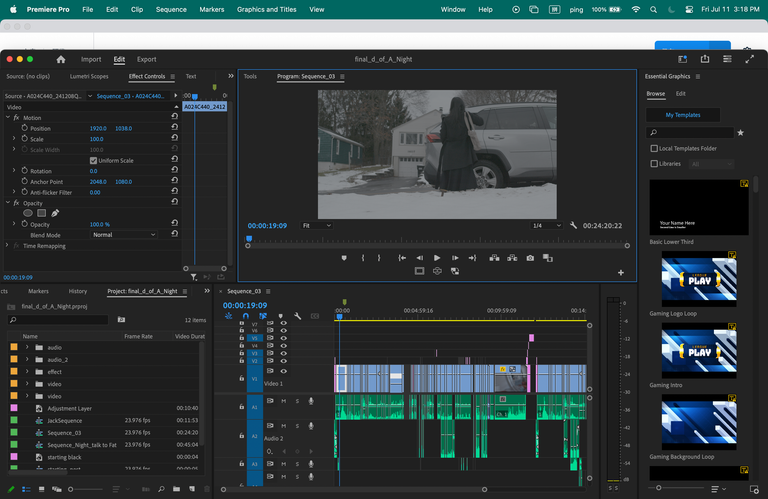 Premiere Pro File Edit Clip Sequence Markers Graphics and Titles View Window Help ping 100% Fri Jul 11 3:18 PM
final_d_of_A_Night
Import Edit Export
Source: (no clips) Lumetri Scopes Effect Controls Text
Tools Program: Sequence_03
Essential Graphics
Source - A024C440_241208Q... Sequence_03 - A024C440... :00
Video A024C440_2412
fx Motion
Position 1920.0 1038.0
Scale 100.0
Scale Width 100.0
Uniform Scale
Rotation 0.0
Anchor Point 2048.0 1080.0
Anti-flicker Filter 0.00
fx Opacity
Opacity 100.0 %
Blend Mode Normal
Time Remapping
00:00:19:09
00:00:19:09 Fit 1/4 00:24:20:22
Browse Edit
My Templates
Local Templates Folder
Libraries All
Your Name Here
Basic Lower Third
LEAGUE
PLAY
Gaming Logo Loop
LEAGUE
PLAY
Gaming Intro
Gaming Background Loop
cts Markers History Project: final_d_of_A_Night
final_d_of_A_Night.prproj
12 items
Name Frame Rate Video Durat
audio
audio_2
effect
video
video
Adjustment Layer 00:10:40
JackSequence 23.976 fps 00:11:53
Sequence_03 23.976 fps 00:24:20
Sequence_Night_talk to Fat 23.976 fps 00:45:04
starting black 00:00:04
Sequence_03
00:00:19:09
:00:00 00:04:59:16 00:09:59:09 00:14:
V7
V6
V5
V4
V3
V2
V1 Video 1
A1 M S
A2 M S
Audio 2
A3 M S
M S
0
-6
-12
-18
-24
-30
-36
-42
-48
-54
dB
S S